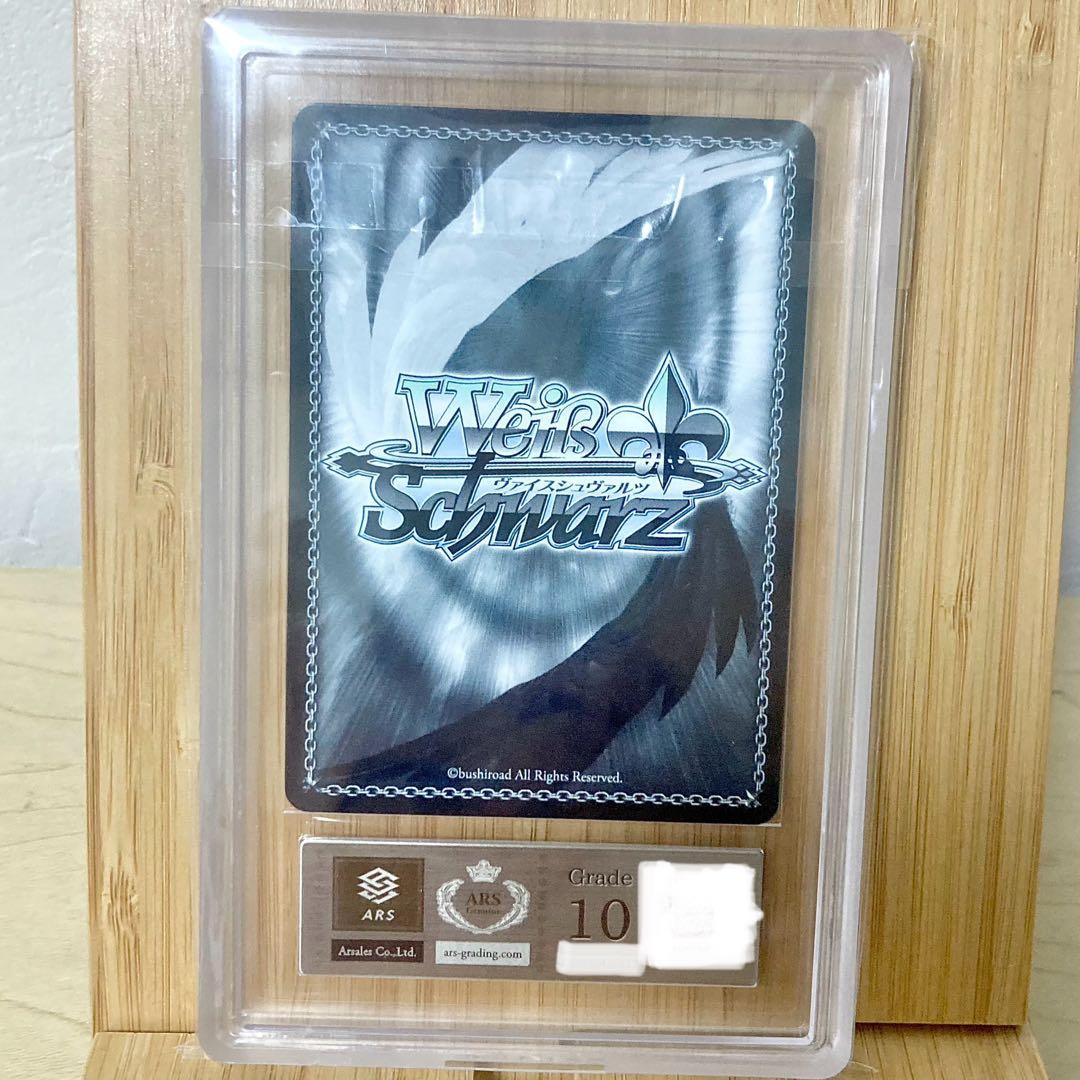 Weiß
ヴァイスシュヴァルツ
Schwarz
©bushiroad All Rights Reserved.
ARS
Arsales Co.,Ltd.
ARS
Genuine
ars-grading.com
Grade
10